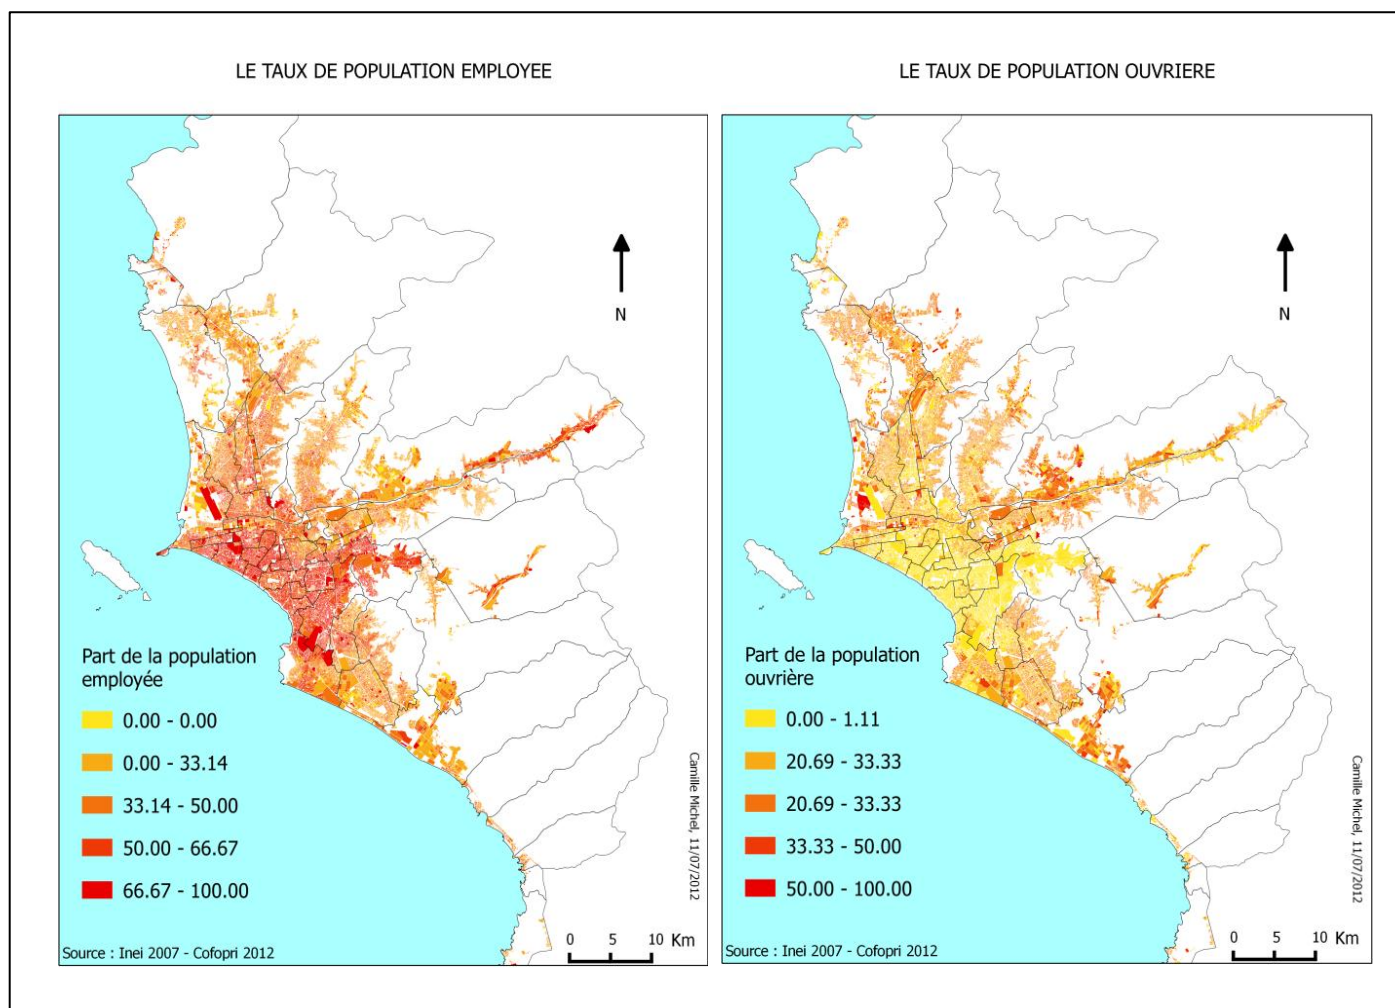 LE TAUX DE POPULATION EMPLOYEE
N
Part de la population
employée
0.00 - 0.00
0.00 - 33.14
33.14 - 50.00
50.00 - 66.67
66.67 - 100.00
Source : Inei 2007 - Cofopri 2012
0 5 10 Km
Camille Michel, 11/07/2012
LE TAUX DE POPULATION OUVRIERE
N
Part de la population
ouvrière
0.00 - 1.11
20.69 - 33.33
20.69 - 33.33
33.33 - 50.00
50.00 - 100.00
Source : Inei 2007 - Cofopri 2012
0 5 10 Km
Camille Michel, 11/07/2012